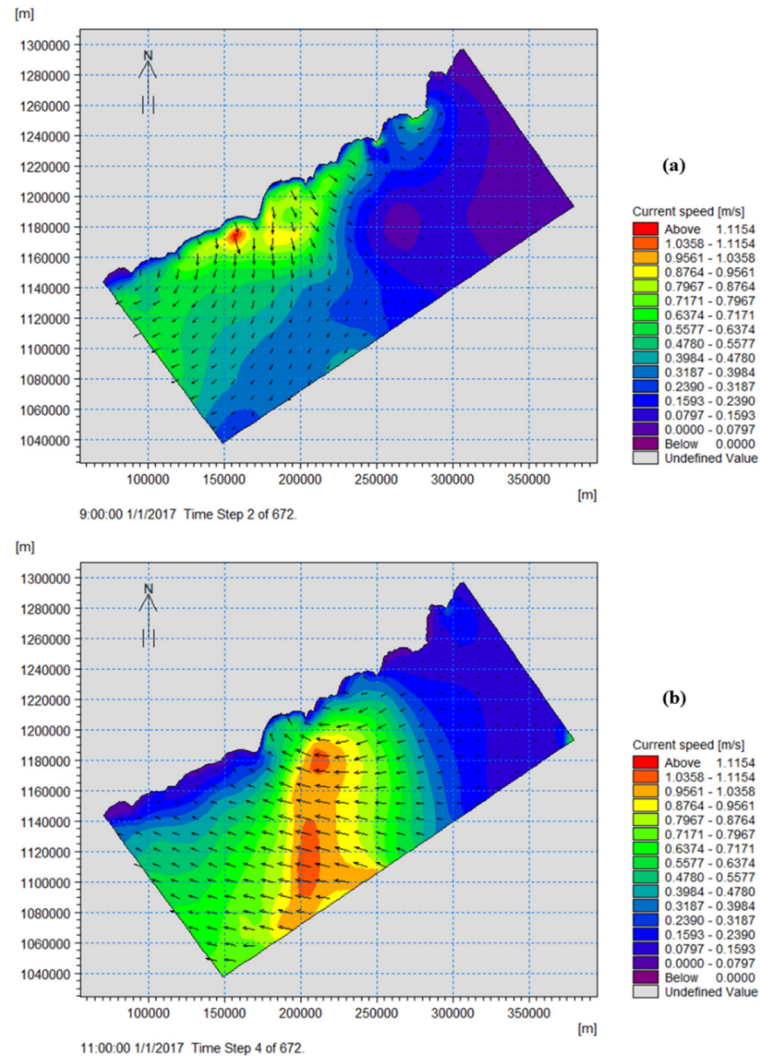 [m]
1300000
1280000
1260000
1240000
1220000
1200000
1180000
1160000
1140000
1120000
1100000
1080000
1060000
1040000
N
100000 150000 200000 250000 300000 350000
[m]
9:00:00 1/1/2017 Time Step 2 of 672.
(a)
Current speed [m/s]
Above 1.1154
1.0358 - 1.1154
0.9561 - 1.0358
0.8764 - 0.9561
0.7967 - 0.8764
0.7171 - 0.7967
0.6374 - 0.7171
0.5577 - 0.6374
0.4780 - 0.5577
0.3984 - 0.4780
0.3187 - 0.3984
0.2390 - 0.3187
0.1593 - 0.2390
0.0797 - 0.1593
0.0000 - 0.0797
Below 0.0000
Undefined Value
[m]
1300000
1280000
1260000
1240000
1220000
1200000
1180000
1160000
1140000
1120000
1100000
1080000
1060000
1040000
N
100000 150000 200000 250000 300000 350000
[m]
11:00:00 1/1/2017 Time Step 4 of 672.
(b)
Current speed [m/s]
Above 1.1154
1.0358 - 1.1154
0.9561 - 1.0358
0.8764 - 0.9561
0.7967 - 0.8764
0.7171 - 0.7967
0.6374 - 0.7171
0.5577 - 0.6374
0.4780 - 0.5577
0.3984 - 0.4780
0.3187 - 0.3984
0.2390 - 0.3187
0.1593 - 0.2390
0.0797 - 0.1593
0.0000 - 0.0797
Below 0.0000
Undefined Value